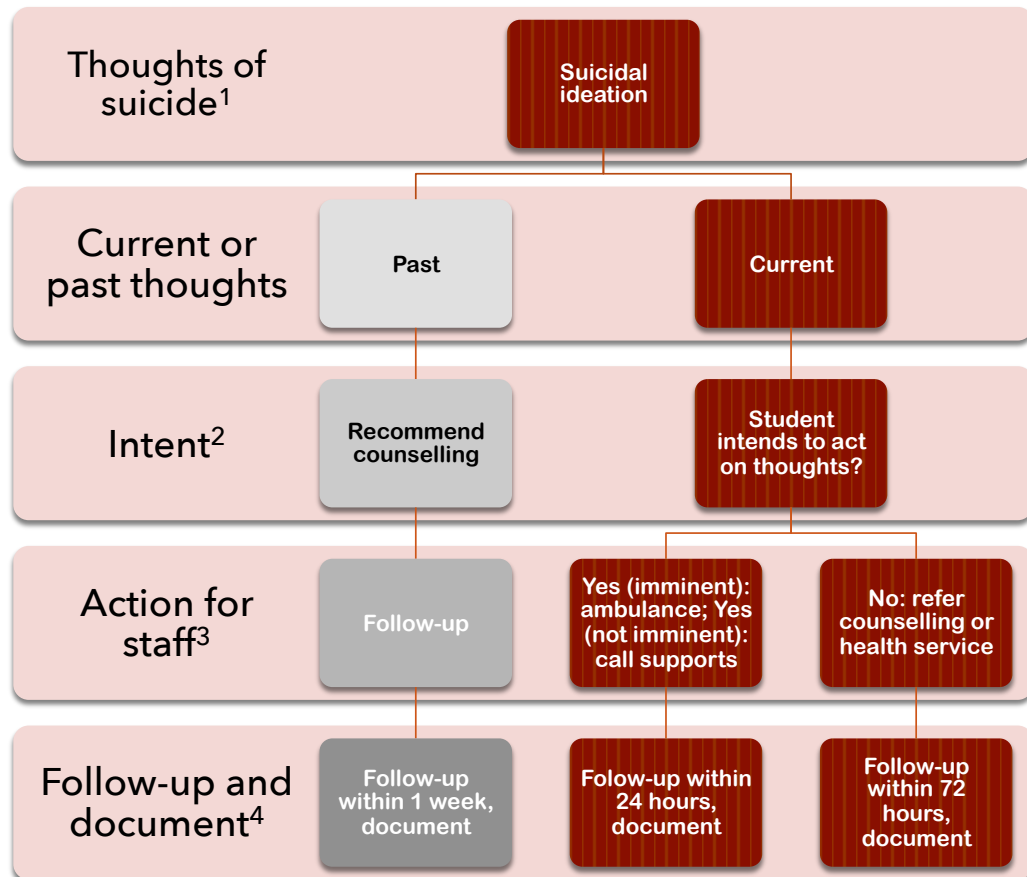 Thoughts of
suicide1
Suicidal
ideation
Current or
past thoughts
Past
Current
Intent2
Recommend
counselling
Student
intends to act
on thoughts?
Action for
staff3
Follow-up
Yes (imminent):
ambulance; Yes
(not imminent):
call supports
No: refer
counselling or
health service
Follow-up and
document4
Follow-up
within 1 week,
document
Folow-up within
24 hours,
document
Follow-up
within 72
hours,
document